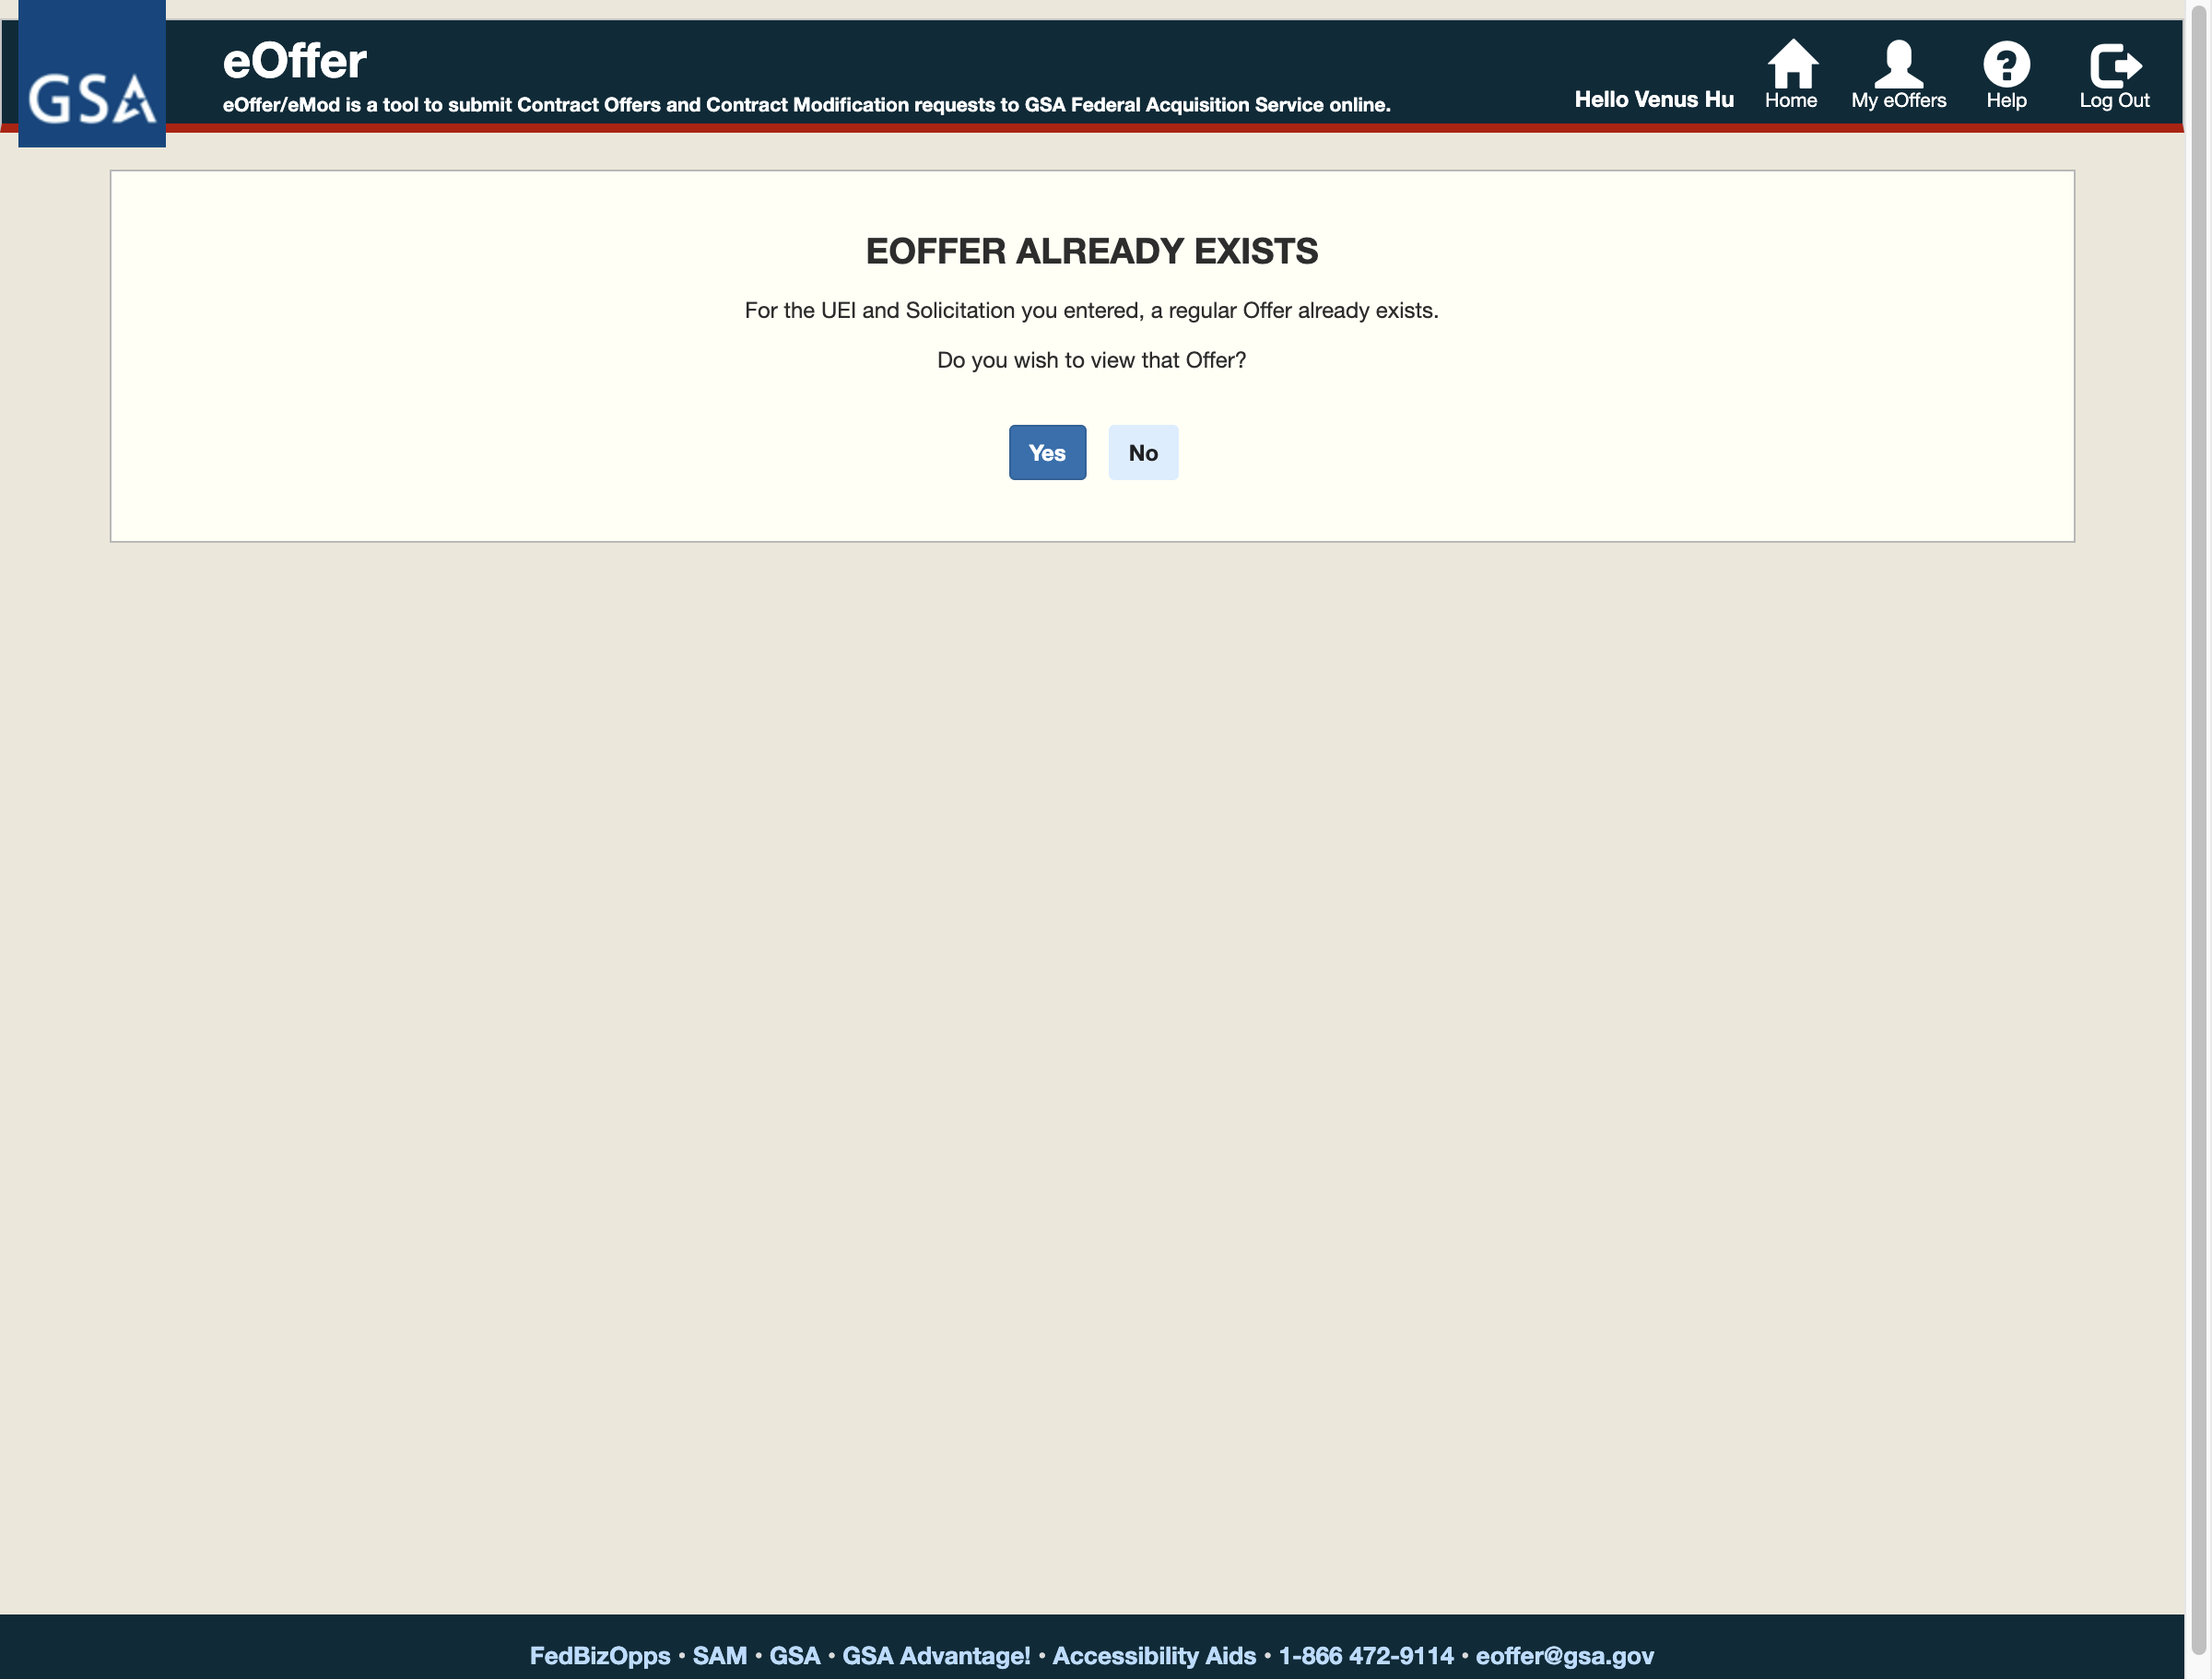 GSA
eOffer
eOffer/eMod is a tool to submit Contract Offers and Contract Modification requests to GSA Federal Acquisition Service online.
Hello Venus Hu
Home
My eOffers
Help
Log Out
EOFFER ALREADY EXISTS
For the UEI and Solicitation you entered, a regular Offer already exists.
Do you wish to view that Offer?
Yes
No
FedBizOpps • SAM • GSA • GSA Advantage! • Accessibility Aids • 1-866 472-9114 • eoffer@gsa.gov